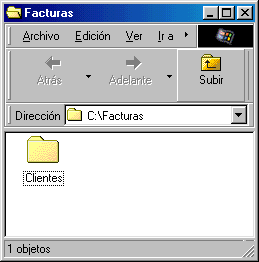 Facturas
Archivo Edición Ver Ir a
Atrás Adelante Subir
Dirección C:\Facturas
Clientes
1 objetos